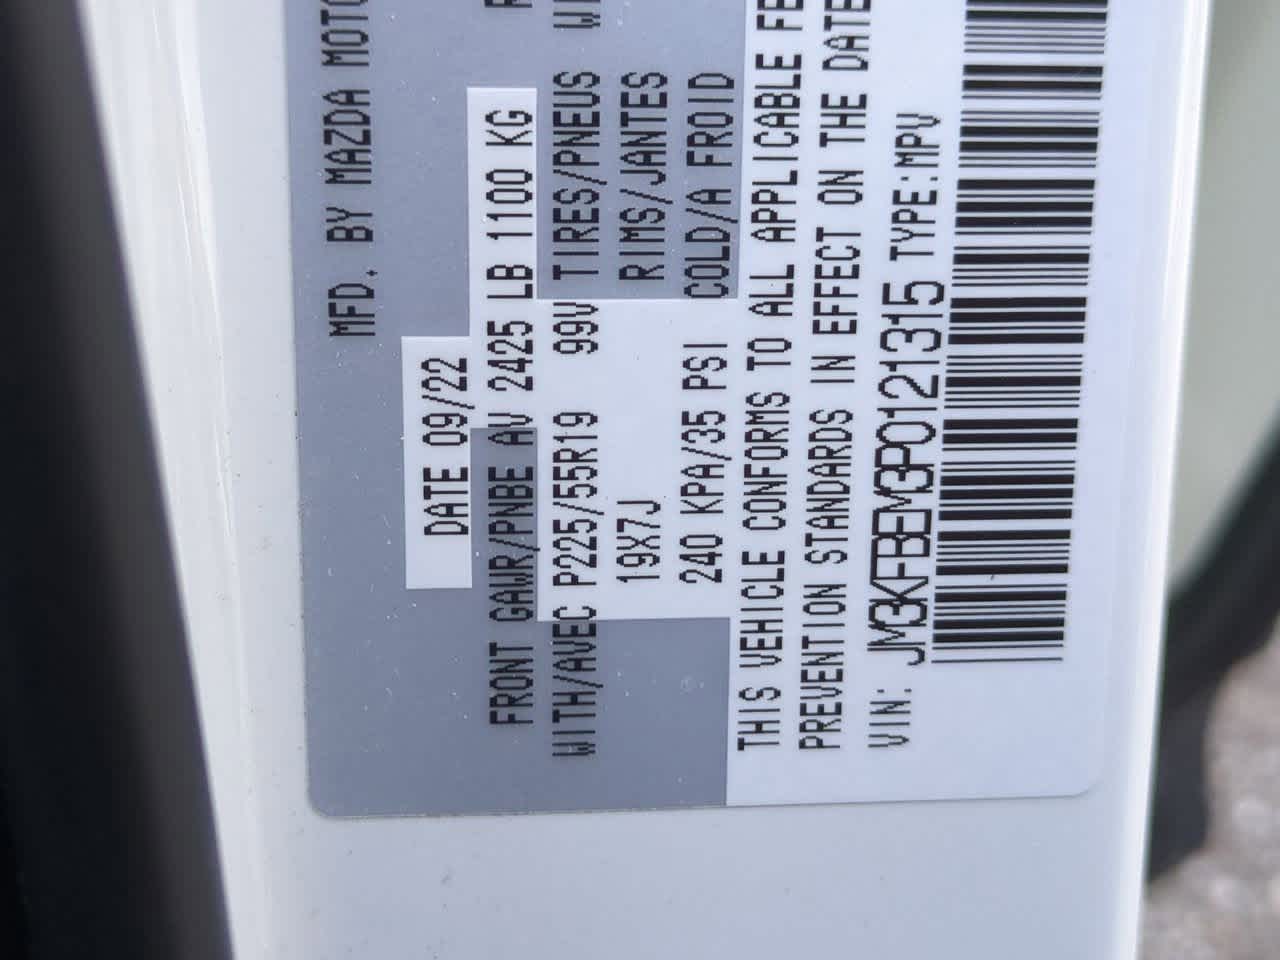 MFD. BY MAZDA
DATE 09/22
FRONT GAWR/PNBE AV 2425 LB 1100 KG
WITH/AVEC P225/55R19 99V TIRES/PNEUS
19X7J RIMS/JANTES
240 KPA/35 PSI COLD/A FROID
THIS VEHICLE CONFORMS TO ALL APPLICABLE
PREVENTION STANDARDS IN EFFECT ON THE DATE
VIN: JM3KFBEM3P0121315 TYPE:MPV